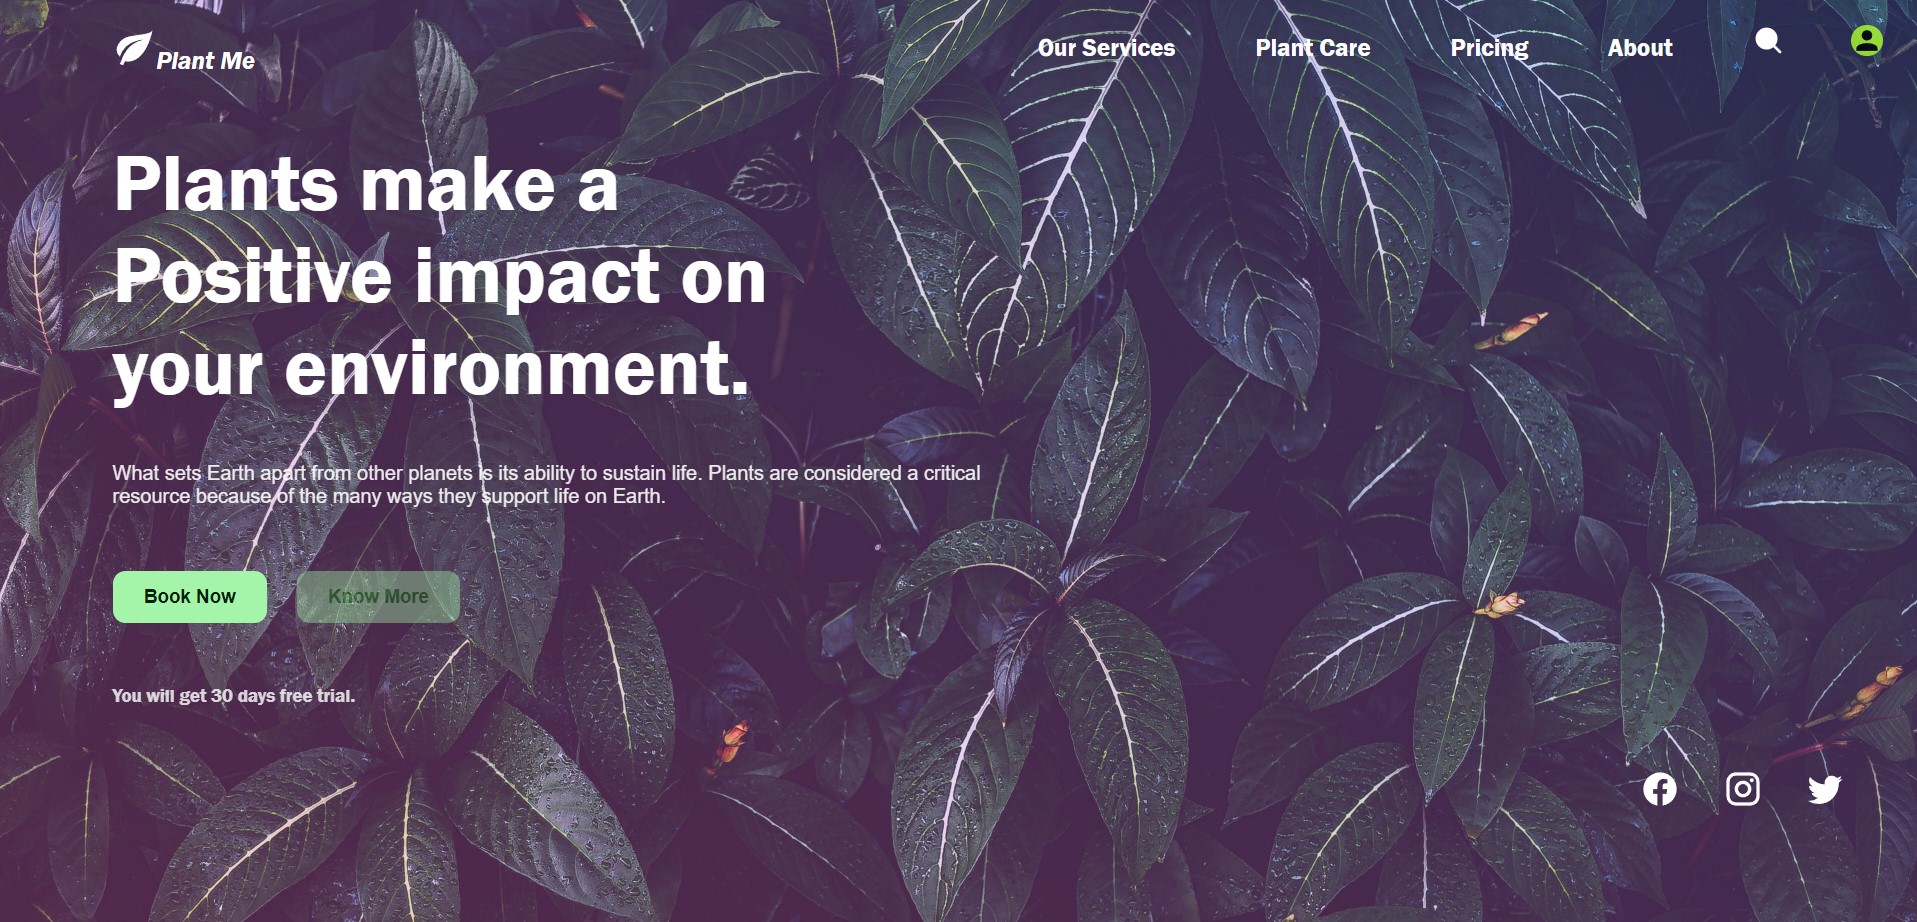 Plant Me
Our Services
Plant Care
Pricing
About
Plants make a
Positive impact on
your environment.
What sets Earth apart from other planets is its ability to sustain life. Plants are considered a critical
resource because of the many ways they support life on Earth.
Book Now
Know More
You will get 30 days free trial.